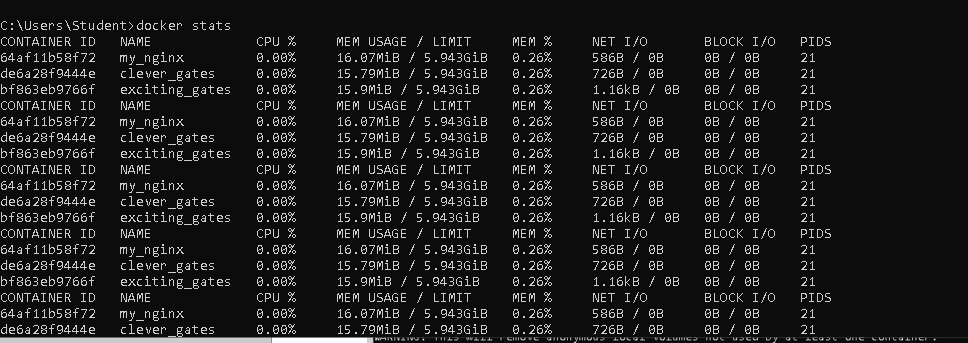 C:\Users\Student>docker stats
CONTAINER ID   NAME             CPU %     MEM USAGE / LIMIT     MEM %     NET I/O       BLOCK I/O   PIDS
64af11b58f72   my_nginx         0.00%     16.07MiB / 5.943GiB   0.26%     586B / 0B     0B / 0B     21
de6a28f9444e   clever_gates     0.00%     15.79MiB / 5.943GiB   0.26%     726B / 0B     0B / 0B     21
bf863eb9766f   exciting_gates   0.00%     15.9MiB / 5.943GiB    0.26%     1.16kB / 0B   0B / 0B     21
CONTAINER ID   NAME             CPU %     MEM USAGE / LIMIT     MEM %     NET I/O       BLOCK I/O   PIDS
64af11b58f72   my_nginx         0.00%     16.07MiB / 5.943GiB   0.26%     586B / 0B     0B / 0B     21
de6a28f9444e   clever_gates     0.00%     15.79MiB / 5.943GiB   0.26%     726B / 0B     0B / 0B     21
bf863eb9766f   exciting_gates   0.00%     15.9MiB / 5.943GiB    0.26%     1.16kB / 0B   0B / 0B     21
CONTAINER ID   NAME             CPU %     MEM USAGE / LIMIT     MEM %     NET I/O       BLOCK I/O   PIDS
64af11b58f72   my_nginx         0.00%     16.07MiB / 5.943GiB   0.26%     586B / 0B     0B / 0B     21
de6a28f9444e   clever_gates     0.00%     15.79MiB / 5.943GiB   0.26%     726B / 0B     0B / 0B     21
bf863eb9766f   exciting_gates   0.00%     15.9MiB / 5.943GiB    0.26%     1.16kB / 0B   0B / 0B     21
CONTAINER ID   NAME             CPU %     MEM USAGE / LIMIT     MEM %     NET I/O       BLOCK I/O   PIDS
64af11b58f72   my_nginx         0.00%     16.07MiB / 5.943GiB   0.26%     586B / 0B     0B / 0B     21
de6a28f9444e   clever_gates     0.00%     15.79MiB / 5.943GiB   0.26%     726B / 0B     0B / 0B     21
bf863eb9766f   exciting_gates   0.00%     15.9MiB / 5.943GiB    0.26%     1.16kB / 0B   0B / 0B     21
CONTAINER ID   NAME             CPU %     MEM USAGE / LIMIT     MEM %     NET I/O       BLOCK I/O   PIDS
64af11b58f72   my_nginx         0.00%     16.07MiB / 5.943GiB   0.26%     586B / 0B     0B / 0B     21
de6a28f9444e   clever_gates     0.00%     15.79MiB / 5.943GiB   0.26%     726B / 0B     0B / 0B     21
WARNING! This will remove anonymous local volumes not used by at least one container.